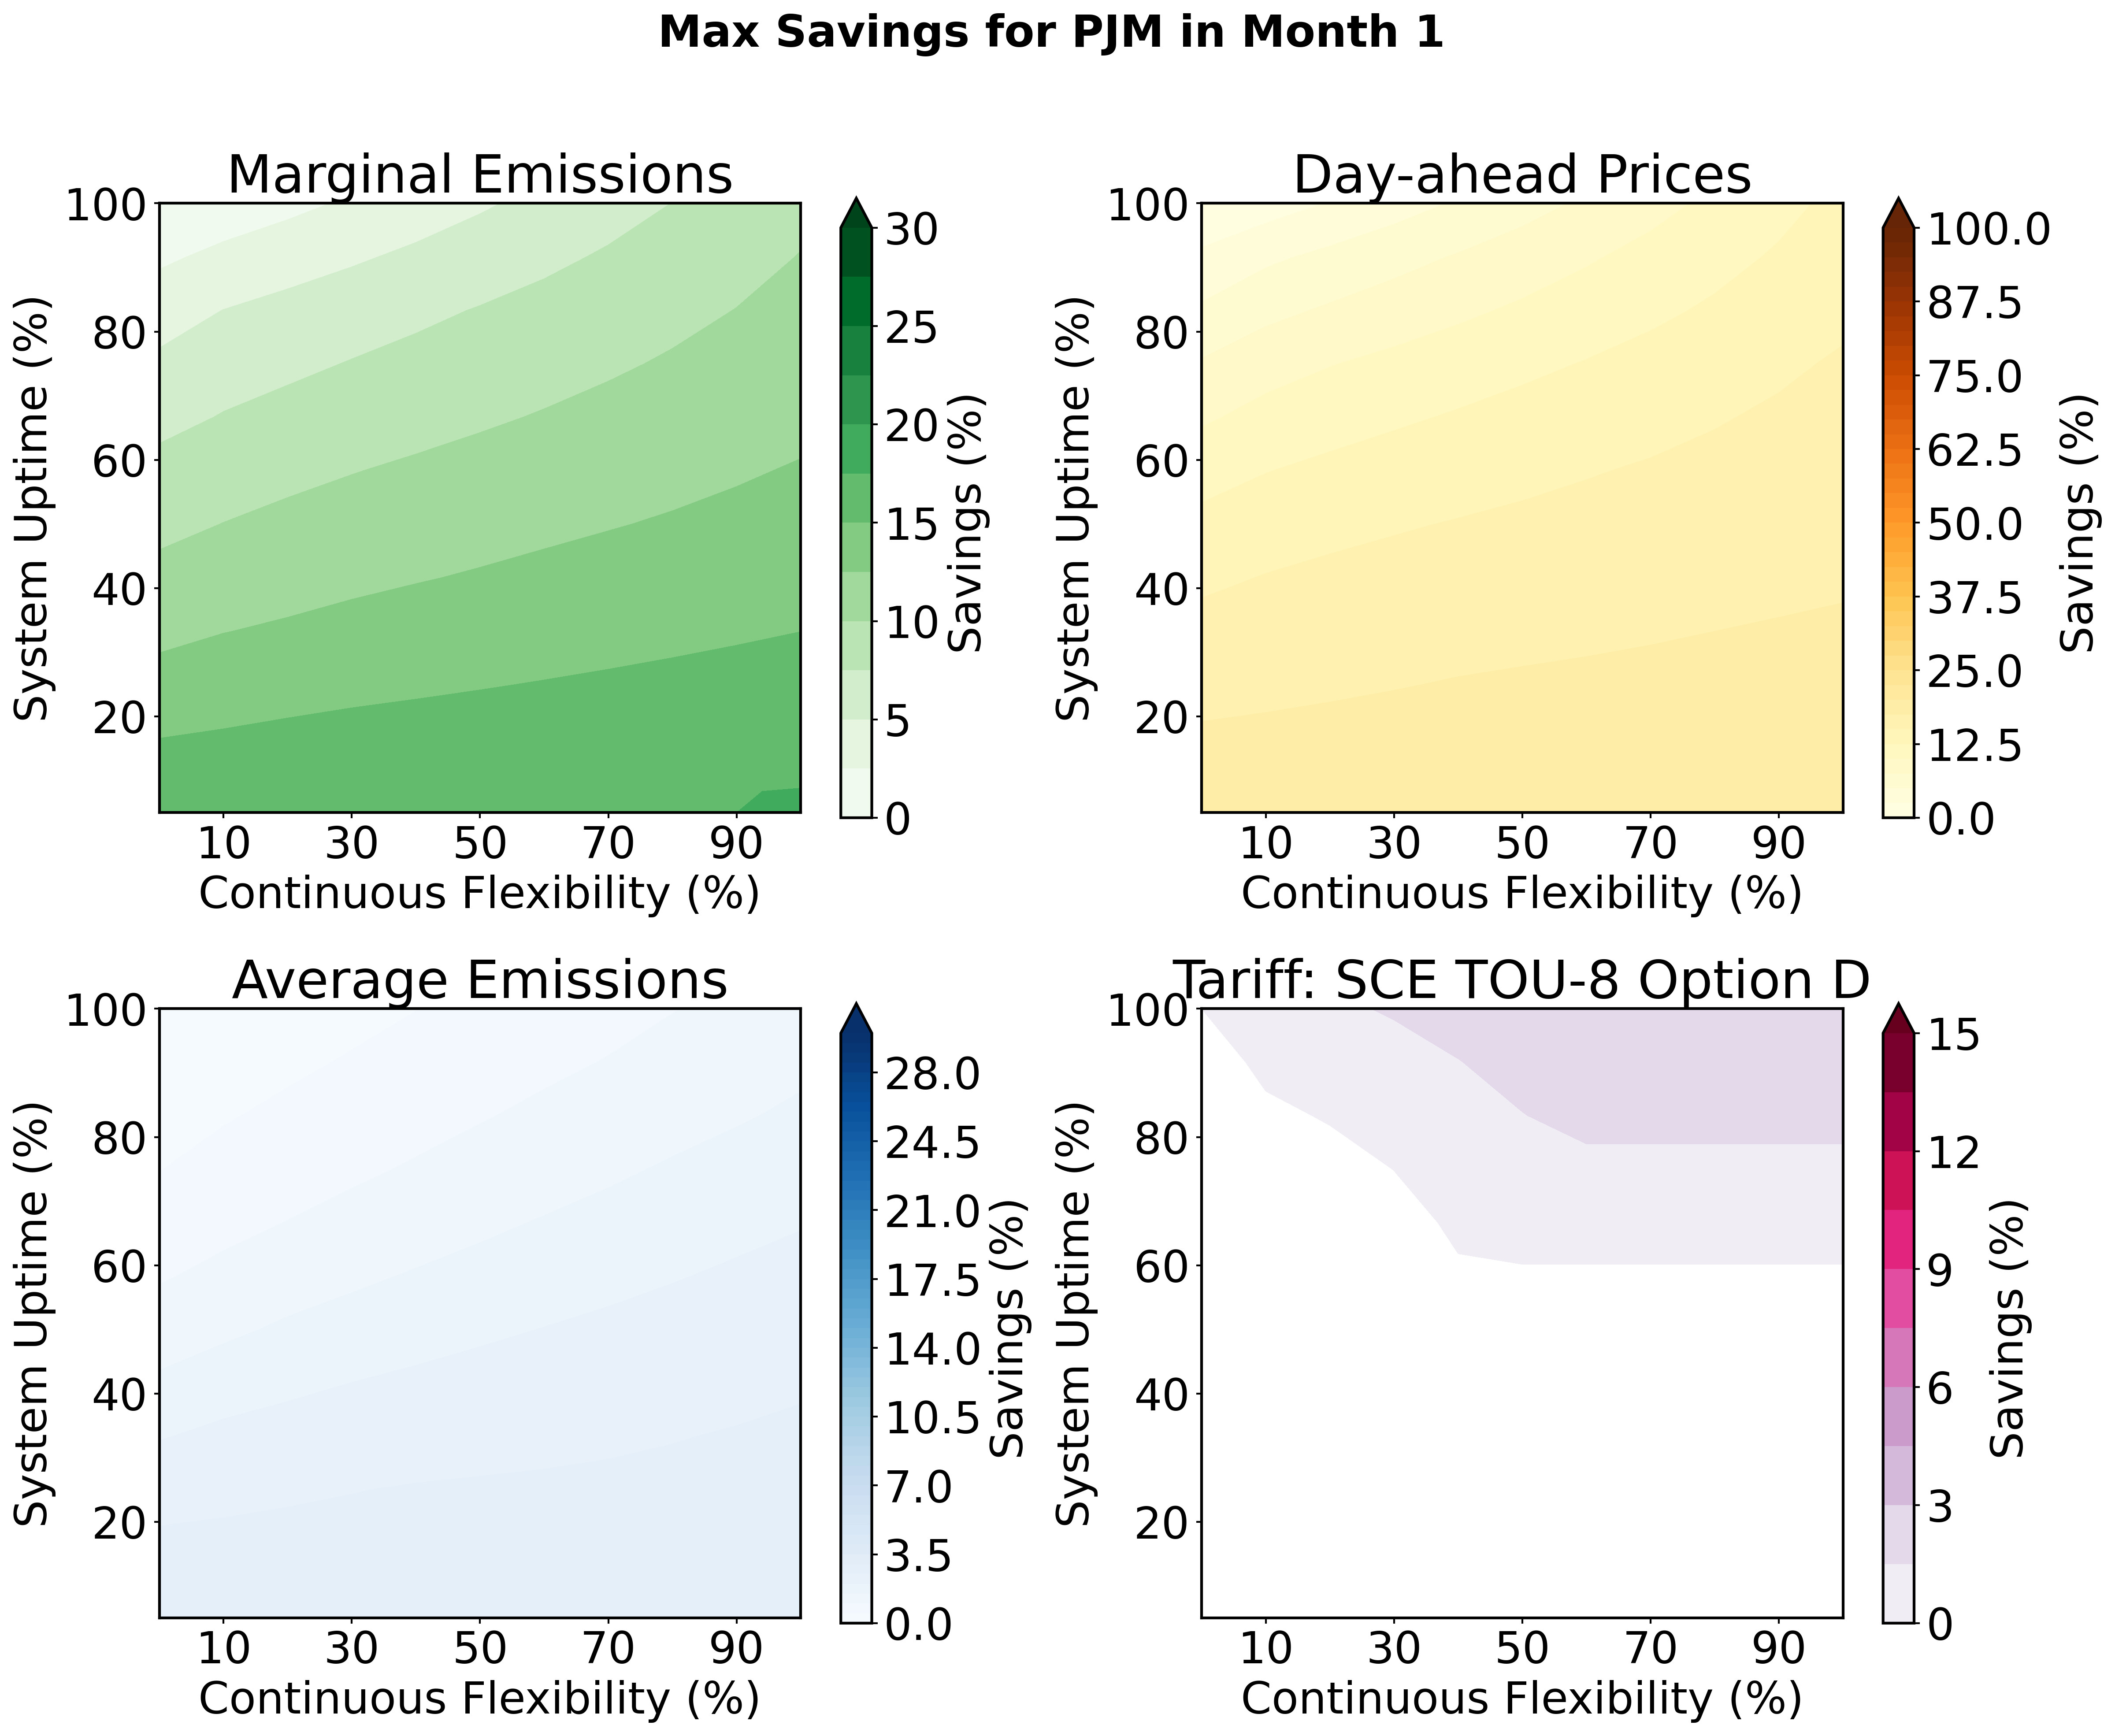 Max Savings for PJM in Month 1
Marginal Emissions
System Uptime (%)
100
80
60
40
20
10 30 50 70 90
Continuous Flexibility (%)
30
25
20
15
10
5
0
Savings (%)
Day-ahead Prices
System Uptime (%)
100
80
60
40
20
10 30 50 70 90
Continuous Flexibility (%)
100.0
87.5
75.0
62.5
50.0
37.5
25.0
12.5
0.0
Savings (%)
Average Emissions
System Uptime (%)
100
80
60
40
20
10 30 50 70 90
Continuous Flexibility (%)
28.0
24.5
21.0
17.5
14.0
10.5
7.0
3.5
0.0
Savings (%)
Tariff: SCE TOU-8 Option D
System Uptime (%)
100
80
60
40
20
10 30 50 70 90
Continuous Flexibility (%)
15
12
9
6
3
0
Savings (%)